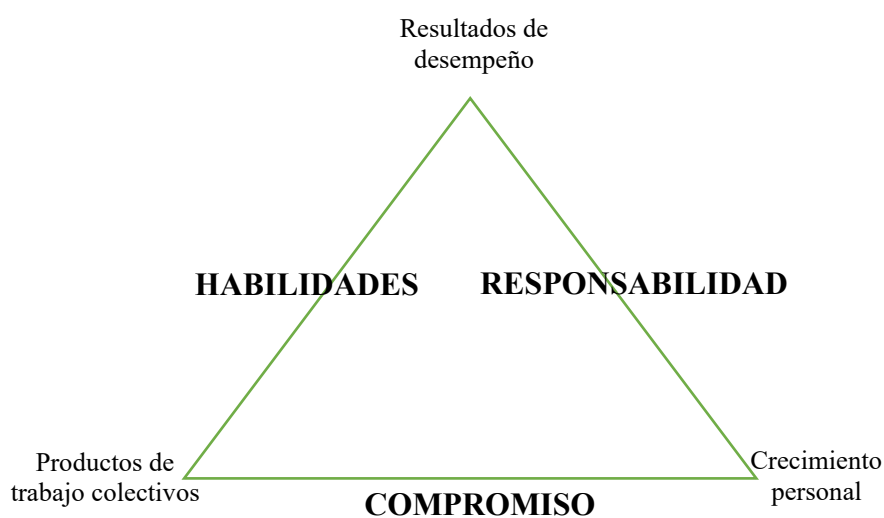 Resultados de
desempeño
HABILIDADES
RESPONSABILIDAD
Productos de
trabajo colectivos
Crecimiento
personal
COMPROMISO